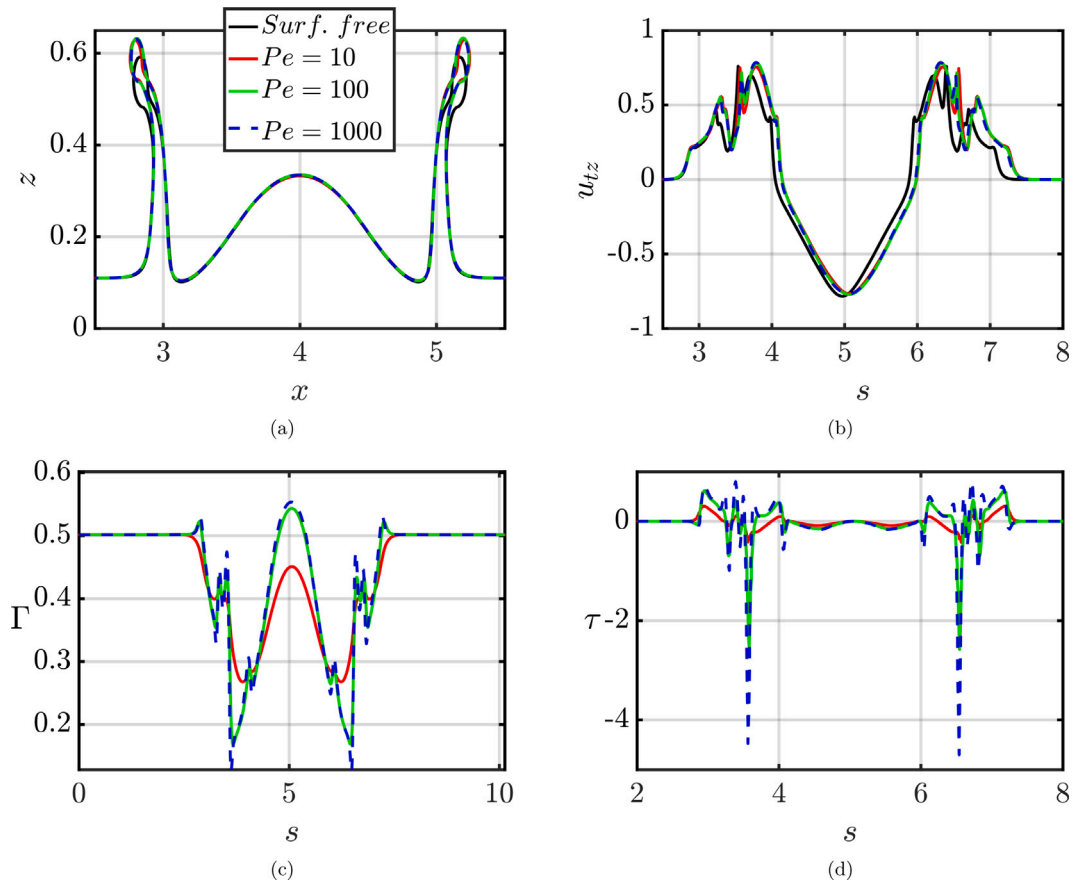 Surf. free
Pe = 10
Pe = 100
Pe = 1000
0.6
0.4
0.2
0
z
3 4 5
x
(a)
1
0.5
0
-0.5
-1
u_{tz}
3 4 5 6 7 8
s
(b)
0.6
0.5
0.4
0.3
0.2
Γ
0 5 10
s
(c)
0
-2
-4
τ
2 4 6 8
s
(d)